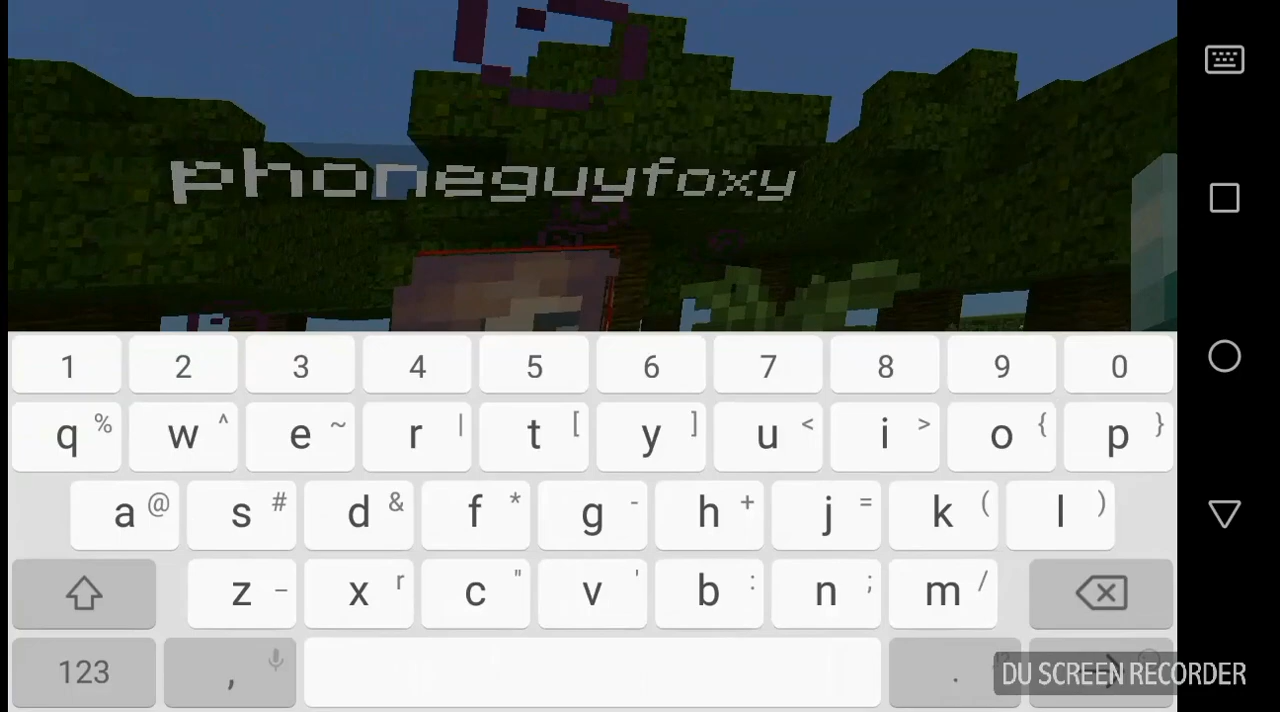 phoneguyfoxy
1 2 3 4 5 6 7 8 9 0
q % w ^ e ~ r | t [ y ] u < i > o { p }
a @ s # d & f * g - h + j = k ( l )
z _ x r c " v ' b : n ; m /
123 , .
DU SCREEN RECORDER